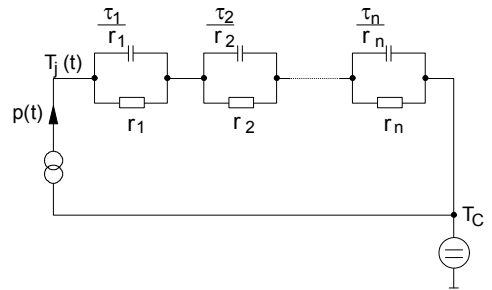 τ1 τ2 τn
r1 r2 rn
Tj (t)
p(t)
r1 r2 rn
TC